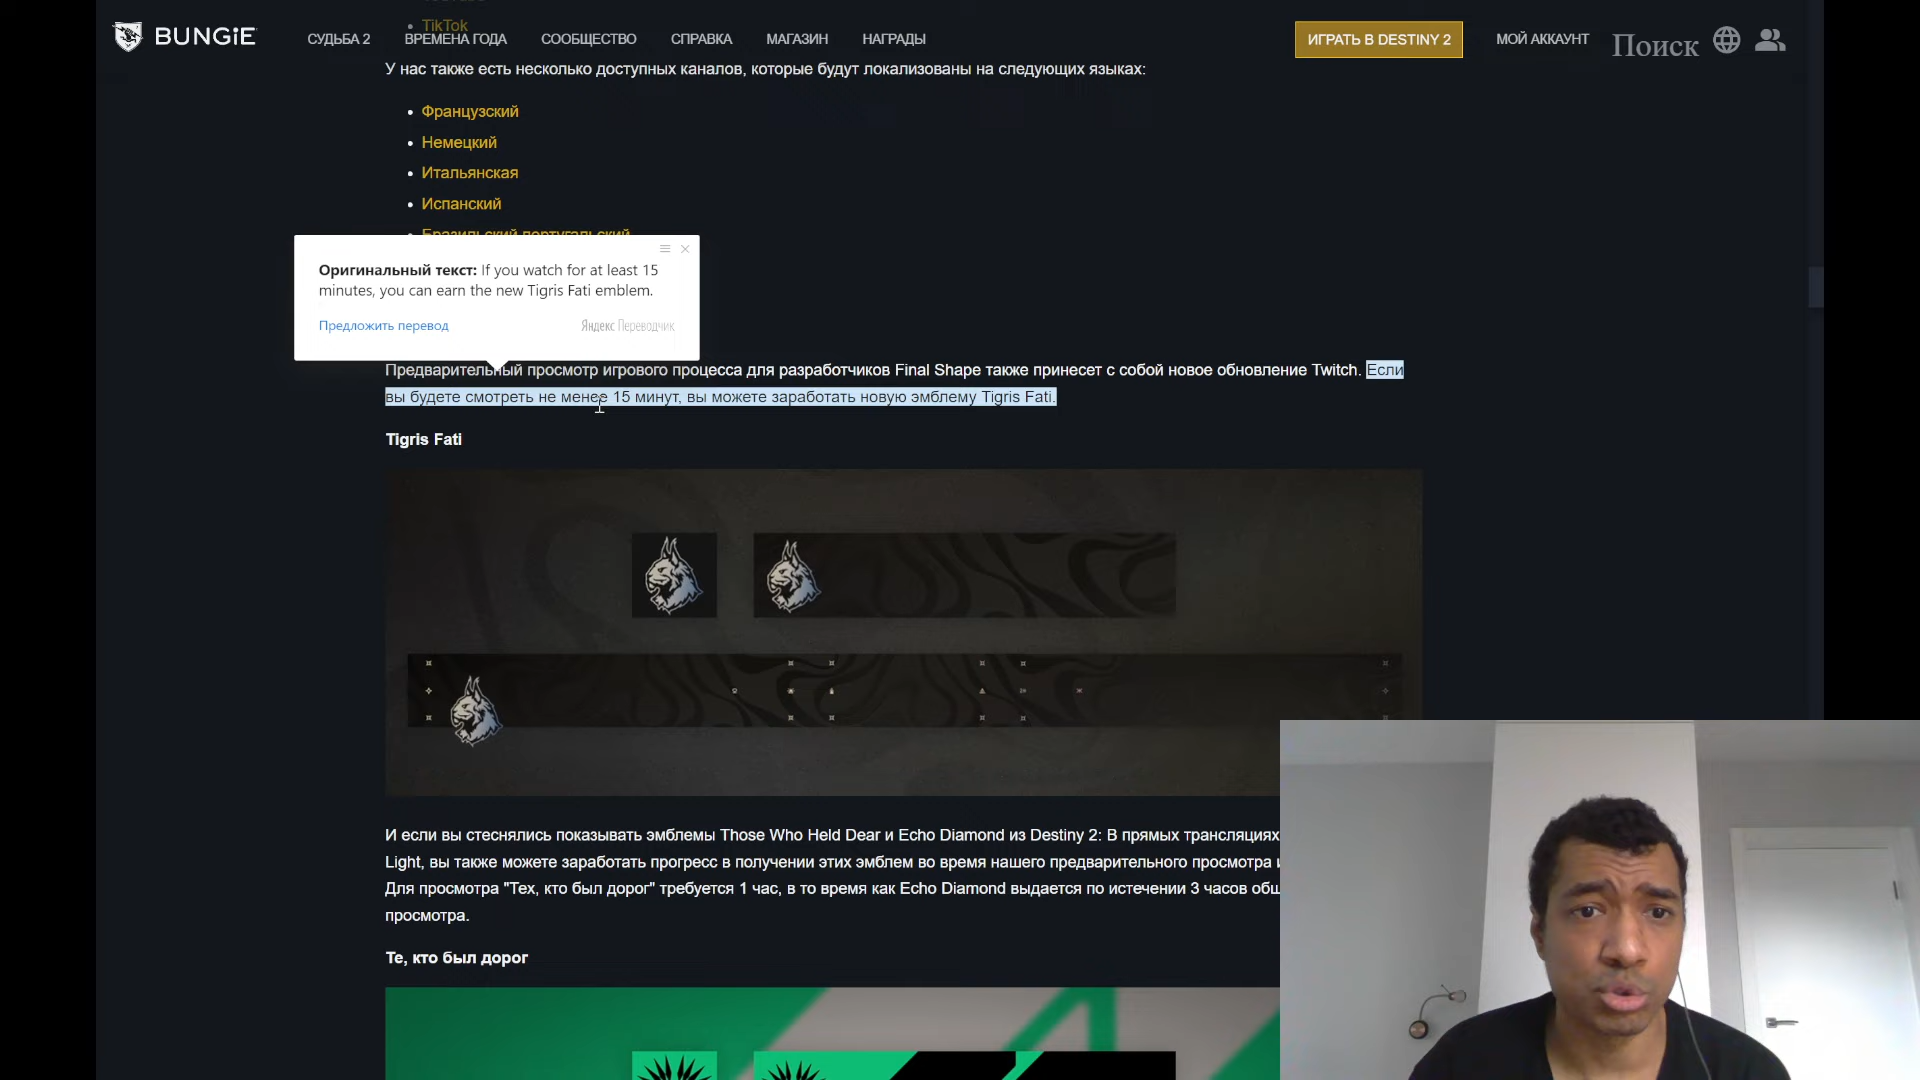 TikTok
BUNGiE
СУДЬБА 2
ВРЕМЕНА ГОДА
СООБЩЕСТВО
СПРАВКА
МАГАЗИН
НАГРАДЫ
ИГРАТЬ В DESTINY 2
МОЙ АККАУНТ
Поиск
У нас также есть несколько доступных каналов, которые будут локализованы на следующих языках:
Французский
Немецкий
Итальянская
Испанский
Бразильский португальский
Оригинальный текст: If you watch for at least 15
minutes, you can earn the new Tigris Fati emblem.
Предложить перевод
Яндекс Переводчик
Предварительный просмотр игрового процесса для разработчиков Final Shape также принесет с собой новое обновление Twitch. Если
вы будете смотреть не менее 15 минут, вы можете заработать новую эмблему Tigris Fati.
Tigris Fati
И если вы стеснялись показывать эмблемы Those Who Held Dear и Echo Diamond из Destiny 2: В прямых трансляциях
Light, вы также можете заработать прогресс в получении этих эмблем во время нашего предварительного просмотра
Для просмотра "Тех, кто был дорог" требуется 1 час, в то время как Echo Diamond выдается по истечении 3 часов
просмотра.
Те, кто был дорог